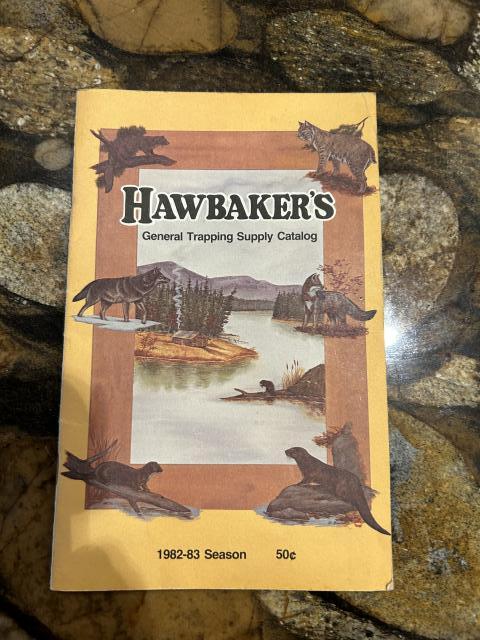 HAWBAKER'S
General Trapping Supply Catalog
1982-83 Season 50¢